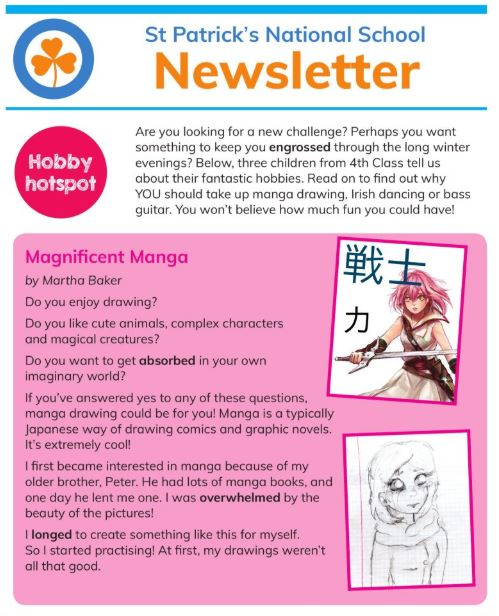 St Patrick's National School
Newsletter
Hobby
hotspot
Are you looking for a new challenge? Perhaps you want
something to keep you engrossed through the long winter
evenings? Below, three children from 4th Class tell us
about their fantastic hobbies. Read on to find out why
YOU should take up manga drawing, Irish dancing or bass
guitar. You won't believe how much fun you could have!
Magnificent Manga
by Martha Baker
Do you enjoy drawing?
Do you like cute animals, complex characters
and magical creatures?
Do you want to get absorbed in your own
imaginary world?
If you've answered yes to any of these questions,
manga drawing could be for you! Manga is a typically
Japanese way of drawing comics and graphic novels.
It's extremely cool!
I first became interested in manga because of my
older brother, Peter. He had lots of manga books, and
one day he lent me one. I was overwhelmed by the
beauty of the pictures!
I longed to create something like this for myself.
So I started practising! At first, my drawings weren't
all that good.
戦士
力